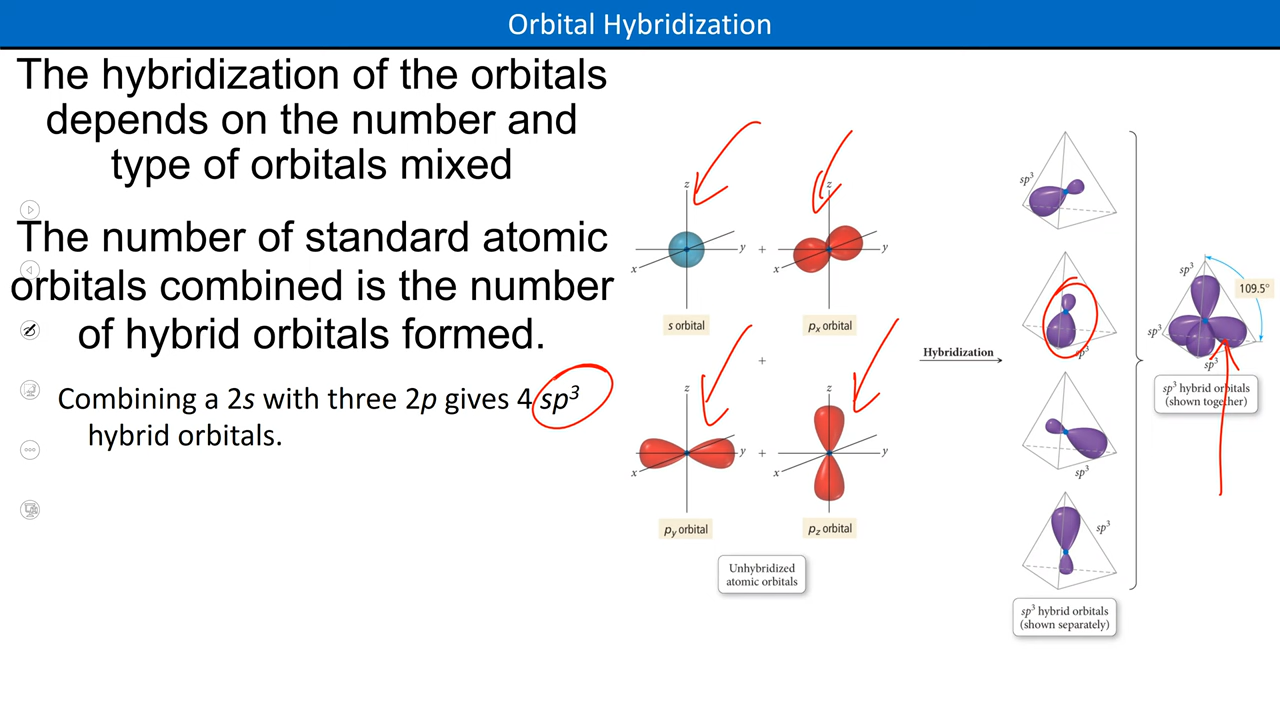 Orbital Hybridization
The hybridization of the orbitals
depends on the number and
type of orbitals mixed
The number of standard atomic
orbitals combined is the number
of hybrid orbitals formed.
Combining a 2s with three 2p gives 4 sp³
hybrid orbitals.
z
y
x
s orbital
+
z
y
x
pₓ orbital
+
z
y
x
p_y orbital
+
z
y
x
p_z orbital
Unhybridized
atomic orbitals
Hybridization
sp³
sp³
sp³
sp³
sp³ hybrid orbitals
(shown separately)
sp³
109.5°
sp³
sp³
sp³ hybrid orbitals
(shown together)